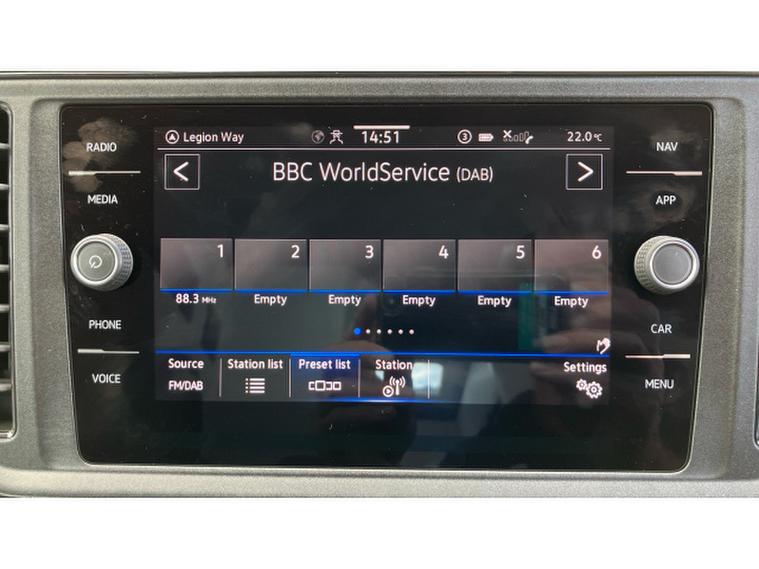 RADIO
MEDIA
PHONE
VOICE
Legion Way 14:51 3 22.0 °C
BBC WorldService (DAB)
1 2 3 4 5 6
88.3 MHz Empty Empty Empty Empty Empty
Source Station list Preset list Station Settings
FM/DAB
NAV
APP
CAR
MENU